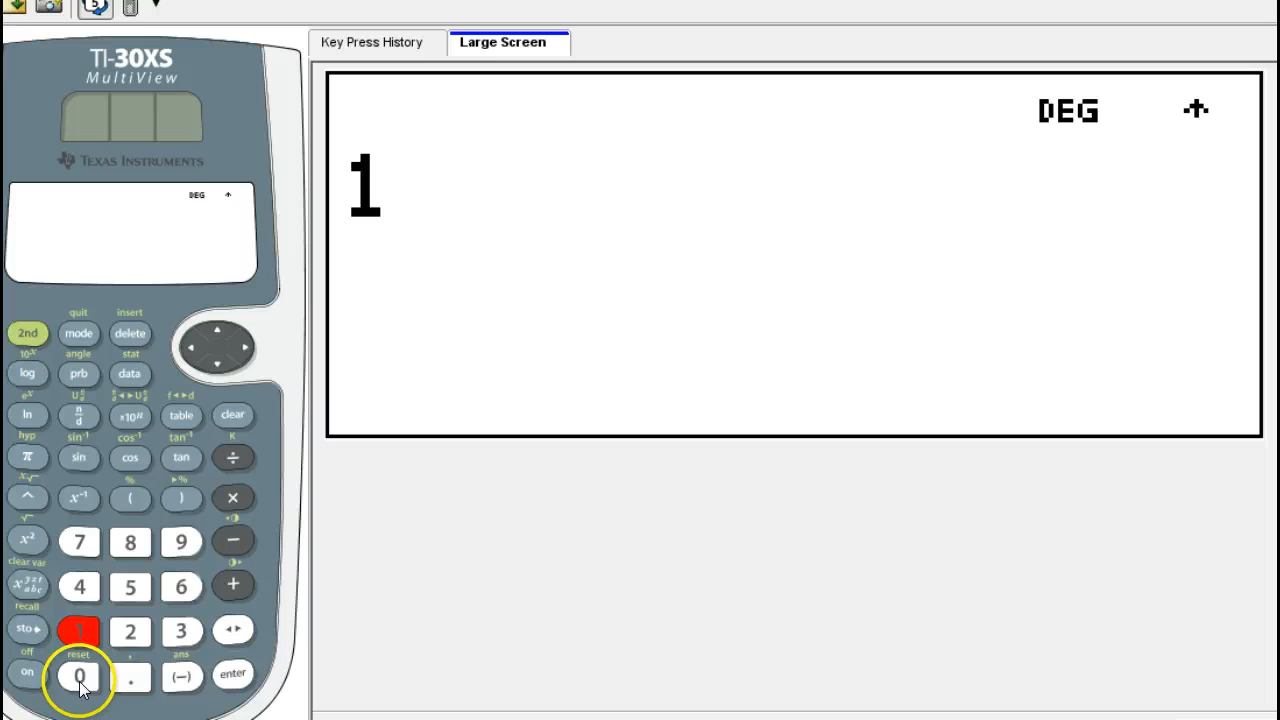 Key Press History
Large Screen
TI-30XS
MultiView
TEXAS INSTRUMENTS
DEG
1
DEG
quit insert
2nd mode delete
10ˣ angle stat
log prb data
eˣ
f◄►d
ln n/d ×10ⁿ table clear
hyp sin⁻¹ cos⁻¹ tan⁻¹ K
π sin cos tan ÷
ˣ√ % ►%
^ x⁻¹ ( ) ×
√
x² 7 8 9 −
clear var
x yzt abc 4 5 6 +
recall
sto► 1 2 3 ◄►
off reset , ans
on 0 . (−) enter